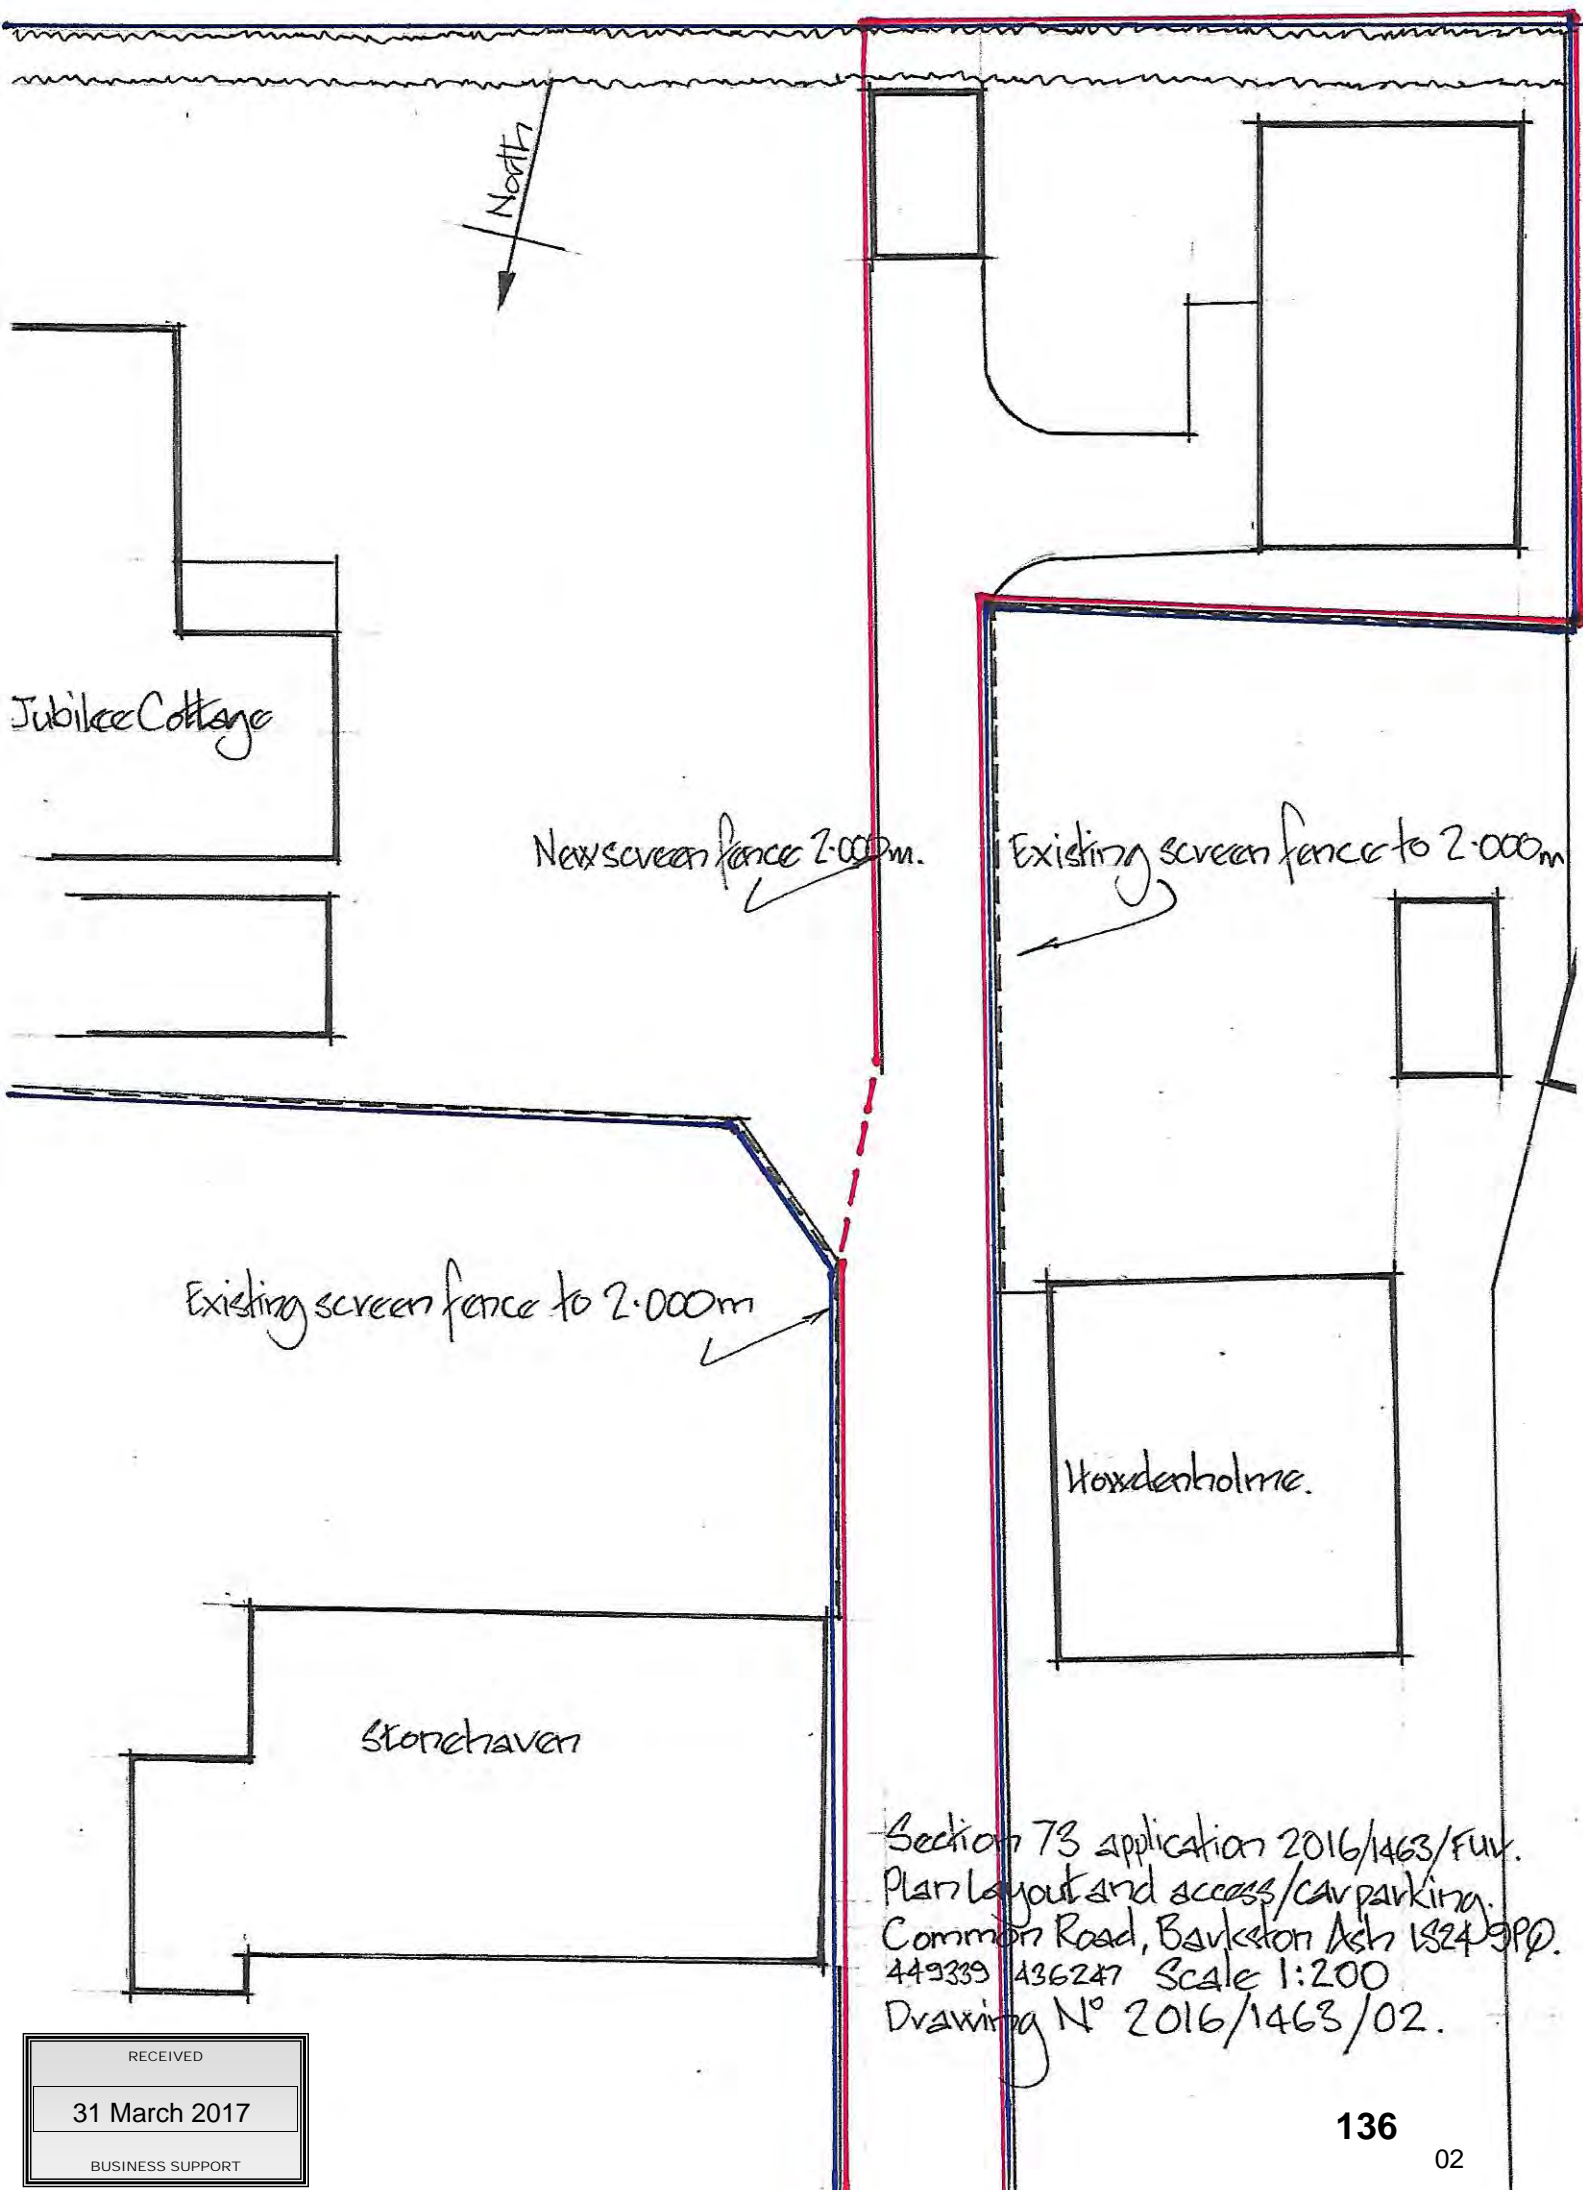 North
Jubilee Cottage
New screen fence 2.000m.
Existing screen fence to 2.000m
Existing screen fence to 2.000m
Howdenholme.
Stonehaven
Section 73 application 2016/1463/FUL.
Plan Layout and access/carparking.
Common Road, Barkston Ash LS24 9PQ.
449339 436247 Scale 1:200
Drawing Nº 2016/1463/02.
RECEIVED
31 March 2017
BUSINESS SUPPORT
136
02